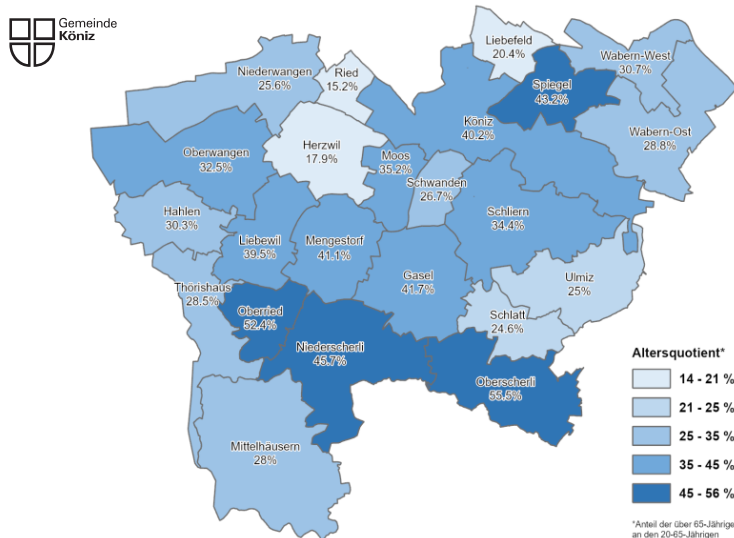 Gemeinde
Köniz
Liebefeld
20.4%
Wabern-West
30.7%
Niederwangen
25.6%
Ried
15.2%
Spiegel
43.2%
Köniz
40.2%
Wabern-Ost
28.8%
Herzwil
17.9%
Oberwangen
32.5%
Moos
35.2%
Schwanden
26.7%
Hahlen
30.3%
Schliern
34.4%
Liebewil
39.5%
Mengestorf
41.1%
Gasel
41.7%
Ulmiz
25%
Thörishaus
28.5%
Oberried
52.4%
Schlatt
24.6%
Niederscherli
45.7%
Oberscherli
55.5%
Mittelhäusern
28%
Altersquotient*
14 - 21 %
21 - 25 %
25 - 35 %
35 - 45 %
45 - 56 %
*Anteil der über 65-Jährige
an den 20-65-Jährigen